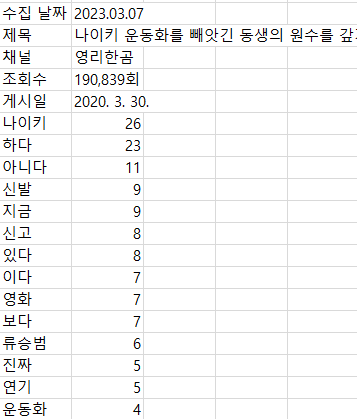 수집 날짜 2023.03.07
제목 나이키 운동화를 빼앗긴 동생의 원수를
채널 영리한곰
조회수 190,839회
게시일 2020. 3. 30.
나이키 26
하다 23
아니다 11
신발 9
지금 9
신고 8
있다 8
이다 7
영화 7
보다 7
류승범 6
진짜 5
연기 5
운동화 4